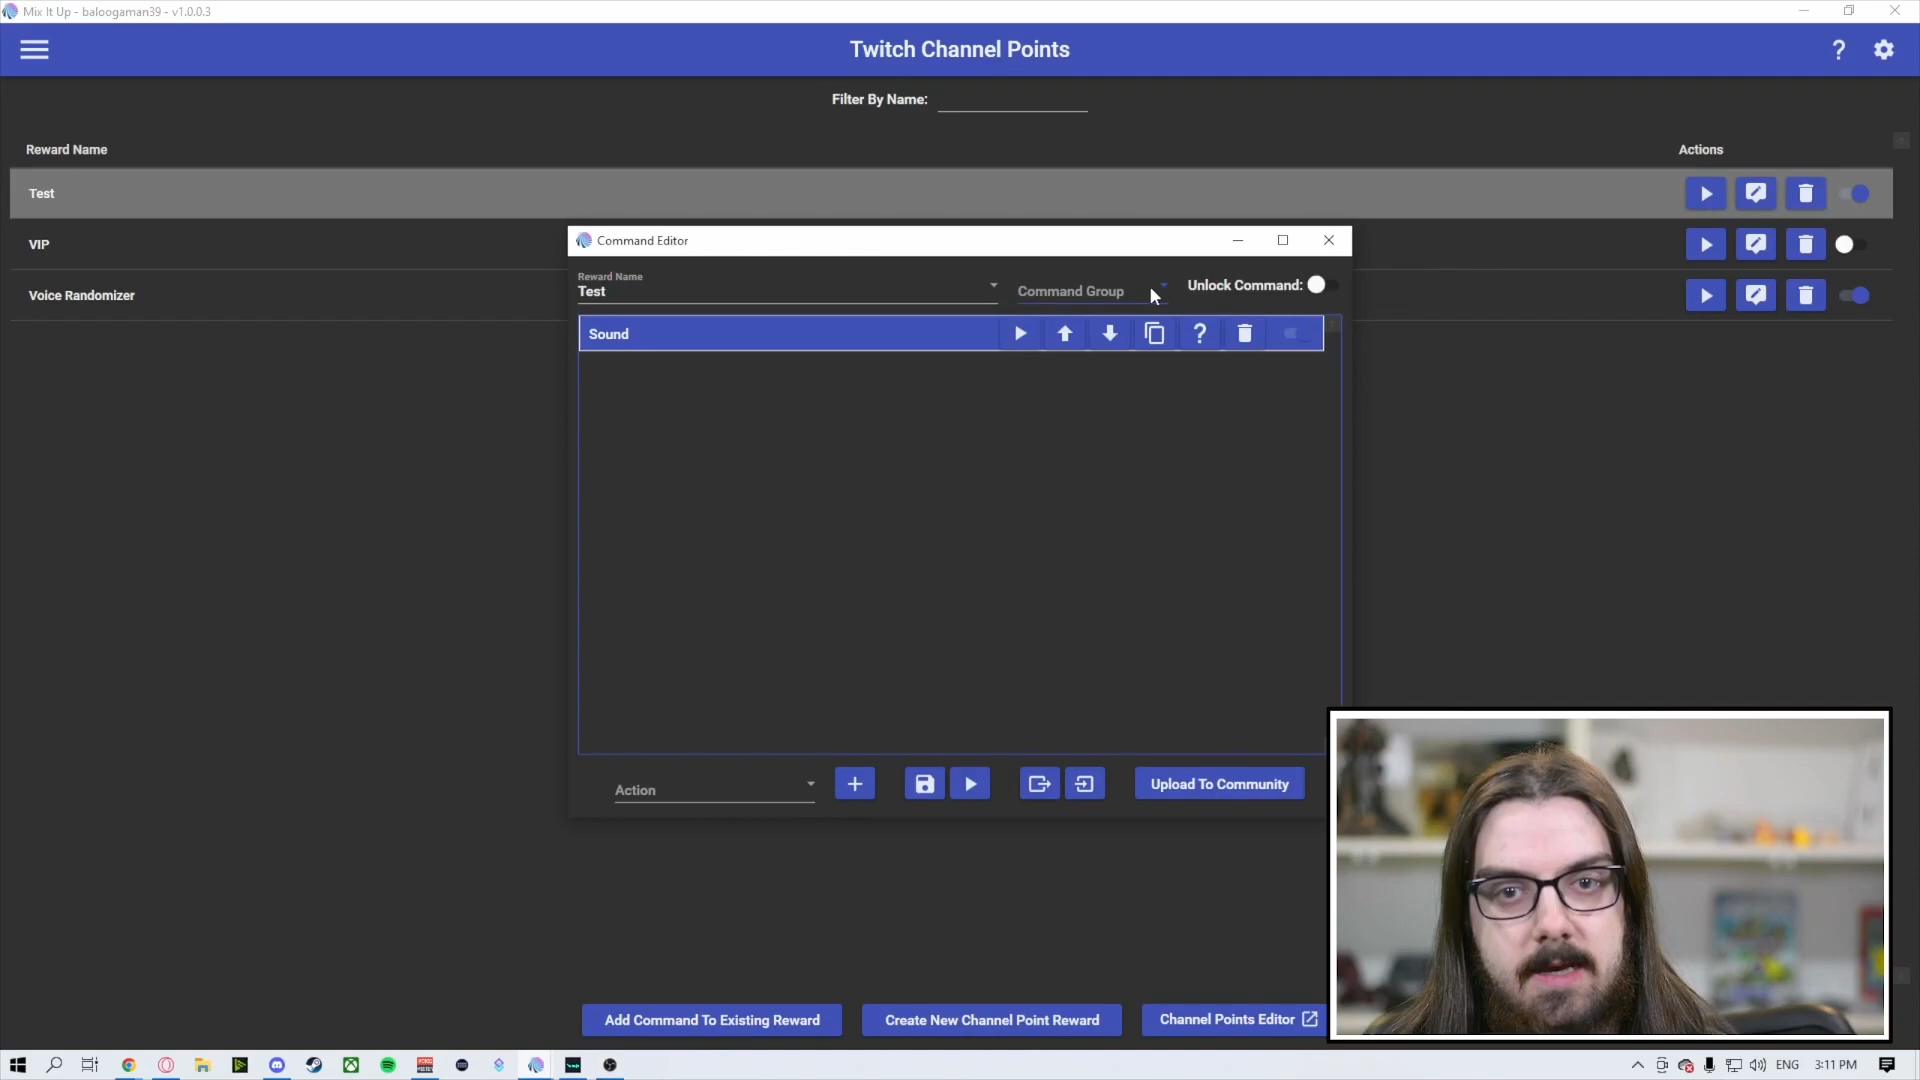 Mix It Up - baloogaman39 - v1.0.0.3
Twitch Channel Points
?
Filter By Name:
Reward Name
Actions
Test
VIP
Voice Randomizer
Command Editor
Reward Name
Test
Command Group
Unlock Command:
Sound
?
Action
Upload To Community
Add Command To Existing Reward
Create New Channel Point Reward
Channel Points Editor
ENG
3:11 PM